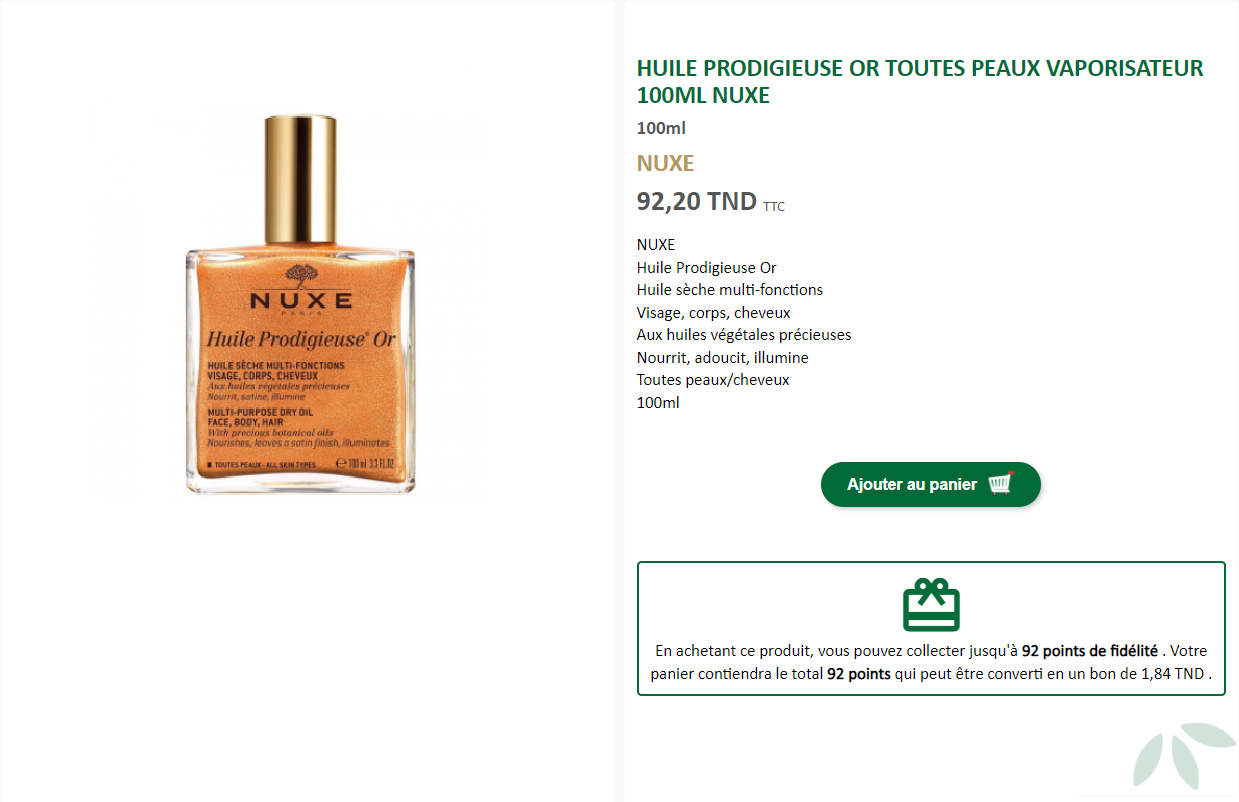 NUXE
PARIS
Huile Prodigieuse® Or
HUILE SÈCHE MULTI-FONCTIONS
VISAGE, CORPS, CHEVEUX
Aux huiles végétales précieuses
Nourrit, satine, illumine
MULTI-PURPOSE DRY OIL
FACE, BODY, HAIR
With precious botanical oils
Nourishes, leaves a satin finish, illuminates
■ TOUTES PEAUX - ALL SKIN TYPES ℮ 100 ml 3.3 FL.OZ
HUILE PRODIGIEUSE OR TOUTES PEAUX VAPORISATEUR
100ML NUXE
100ml
NUXE
92,20 TND TTC
NUXE
Huile Prodigieuse Or
Huile sèche multi-fonctions
Visage, corps, cheveux
Aux huiles végétales précieuses
Nourrit, adoucit, illumine
Toutes peaux/cheveux
100ml
Ajouter au panier
En achetant ce produit, vous pouvez collecter jusqu'à 92 points de fidélité . Votre
panier contiendra le total 92 points qui peut être converti en un bon de 1,84 TND .